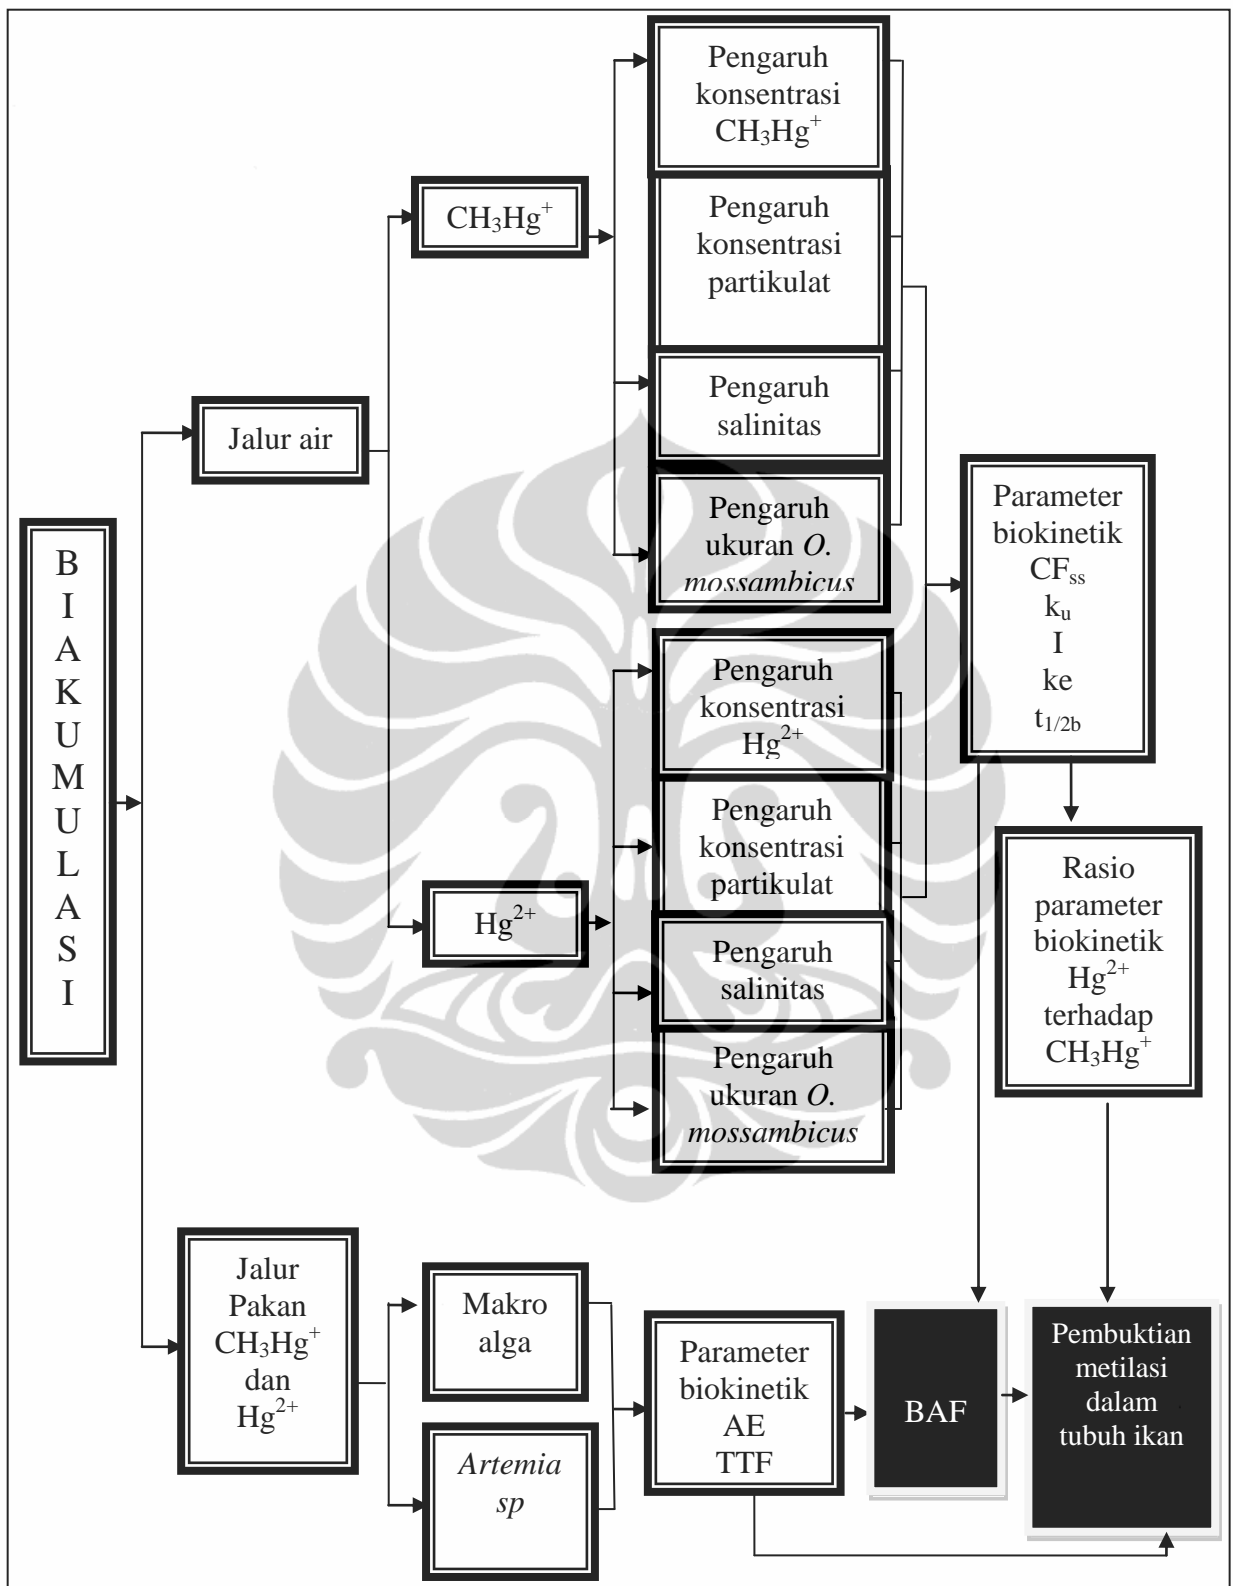 B
I
A
K
U
M
U
L
A
S
I
Jalur air
CH₃Hg⁺
Pengaruh
konsentrasi
CH₃Hg⁺
Pengaruh
konsentrasi
partikulat
Pengaruh
salinitas
Pengaruh
ukuran O.
mossambicus
Hg²⁺
Pengaruh
konsentrasi
Hg²⁺
Pengaruh
konsentrasi
partikulat
Pengaruh
salinitas
Pengaruh
ukuran O.
mossambicus
Parameter
biokinetik
CFss
kᵤ
I
ke
t1/2b
Rasio
parameter
biokinetik
Hg²⁺
terhadap
CH₃Hg⁺
Jalur
Pakan
CH₃Hg⁺
dan
Hg²⁺
Makro
alga
Artemia
sp
Parameter
biokinetik
AE
TTF
BAF
Pembuktian
metilasi
dalam
tubuh ikan